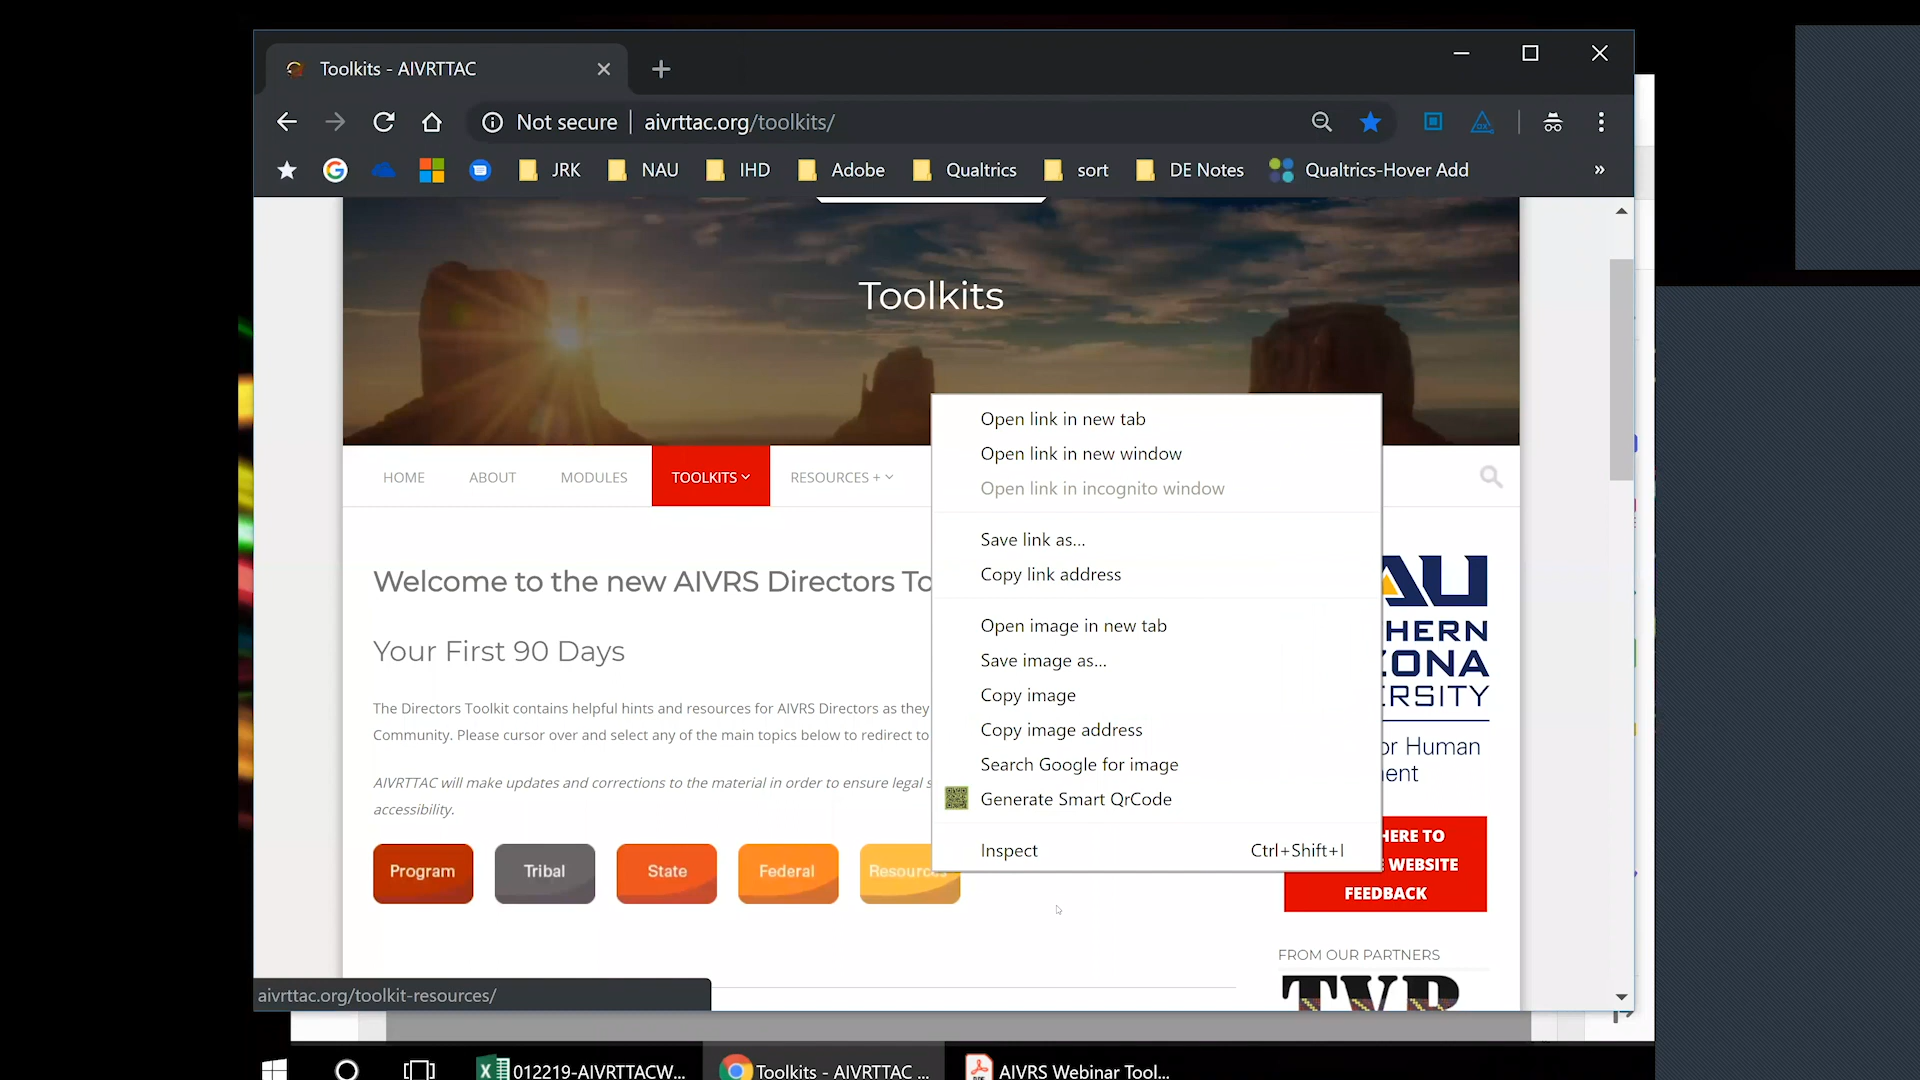 Toolkits - AIVRTTAC
Not secure | aivrttac.org/toolkits/
JRK NAU IHD Adobe Qualtrics sort DE Notes Qualtrics-Hover Add »
Toolkits
HOME ABOUT MODULES TOOLKITS RESOURCES +
Open link in new tab
Open link in new window
Open link in incognito window
Save link as...
Copy link address
Open image in new tab
Save image as...
Copy image
Copy image address
Search Google for image
Generate Smart QrCode
Inspect Ctrl+Shift+I
Welcome to the new AIVRS Directors To
Your First 90 Days
The Directors Toolkit contains helpful hints and resources for AIVRS Directors as they
Community. Please cursor over and select any of the main topics below to redirect to
AIVRTTAC will make updates and corrections to the material in order to ensure legal s
accessibility.
Program Tribal State Federal Resources
AU
HERN
ZONA
ERSITY
or Human
ent
HERE TO
WEBSITE
FEEDBACK
FROM OUR PARTNERS
TVR
aivrttac.org/toolkit-resources/
012219-AIVRTTACW... Toolkits - AIVRTTAC ... AIVRS Webinar Tool...